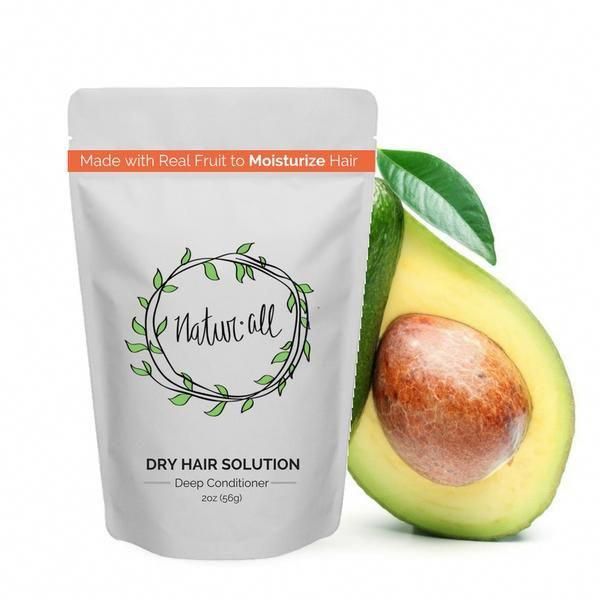 Made with Real Fruit to Moisturize Hair
natur·all
DRY HAIR SOLUTION
Deep Conditioner
2oz (56g)